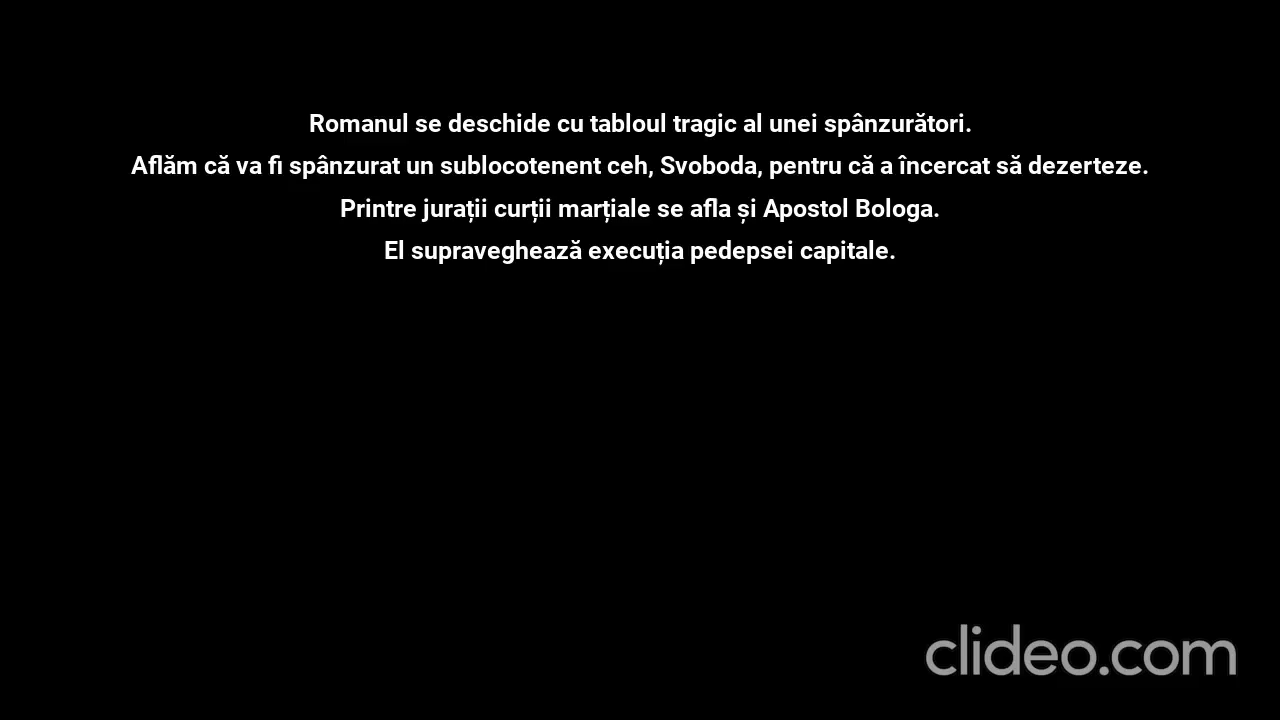 Romanul se deschide cu tabloul tragic al unei spânzurători.
Aflăm că va fi spânzurat un sublocotenent ceh, Svoboda, pentru că a încercat să dezerteze.
Printre jurații curții marțiale se afla și Apostol Bologa.
El supraveghează execuția pedepsei capitale.
clideo.com